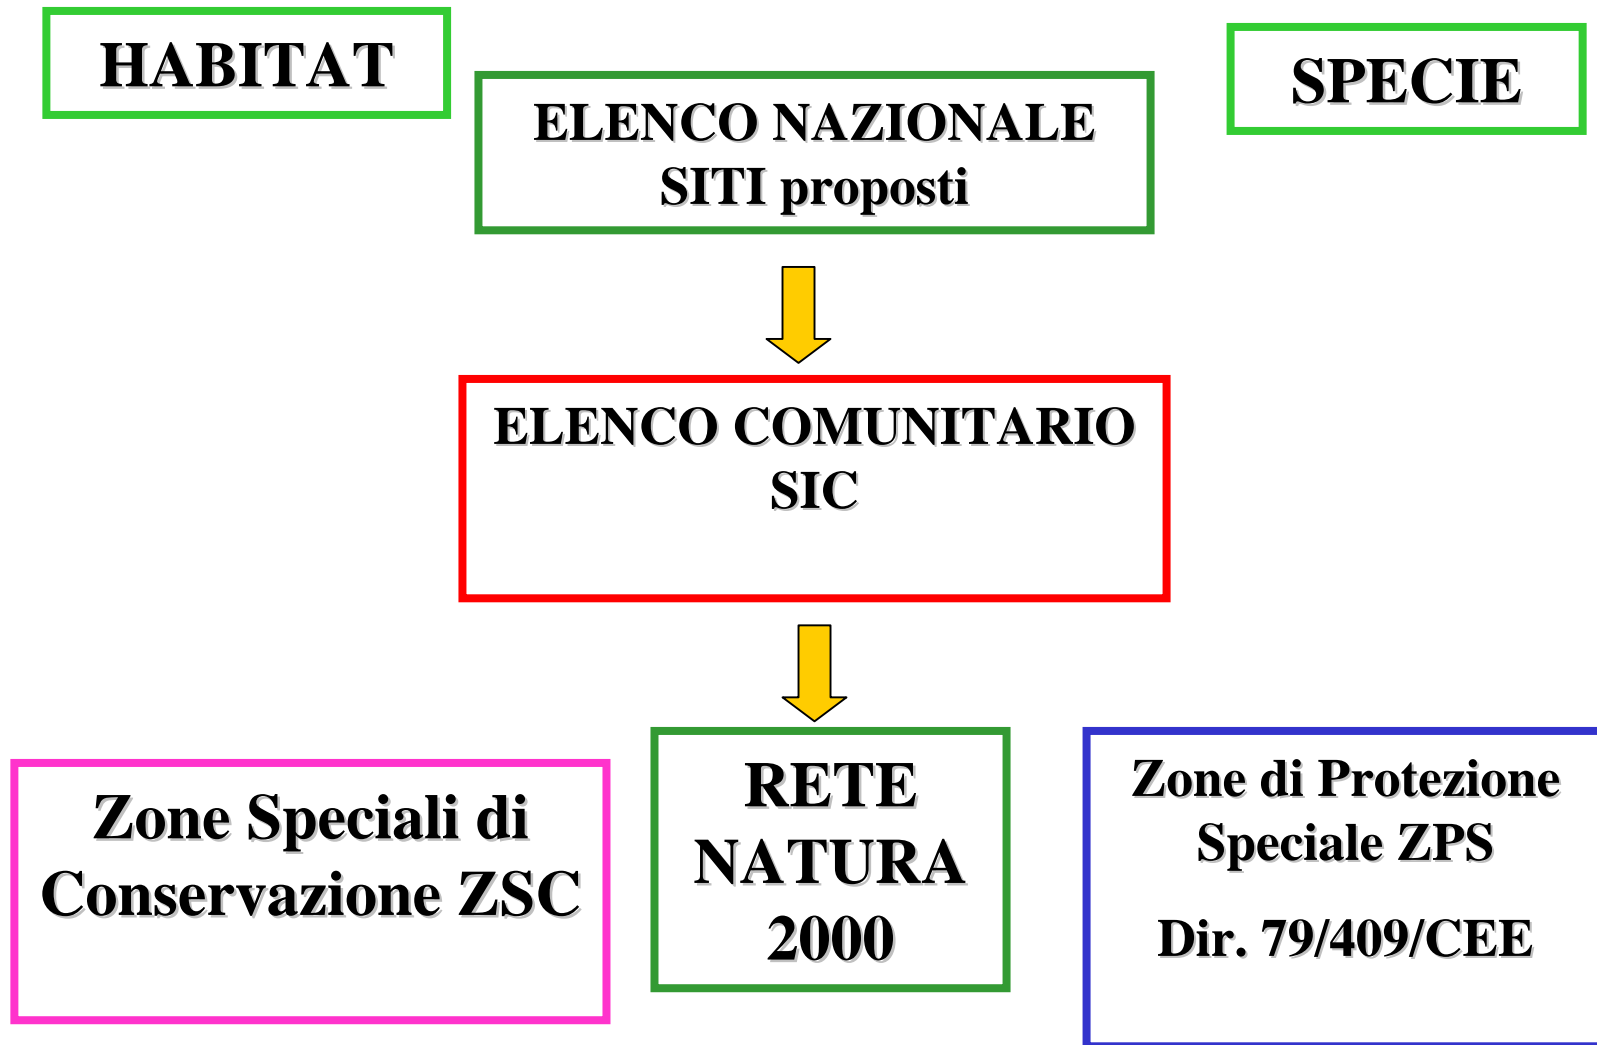 HABITAT
SPECIE
ELENCO NAZIONALE
SITI proposti
ELENCO COMUNITARIO
SIC
Zone Speciali di
Conservazione ZSC
RETE
NATURA
2000
Zone di Protezione
Speciale ZPS
Dir. 79/409/CEE